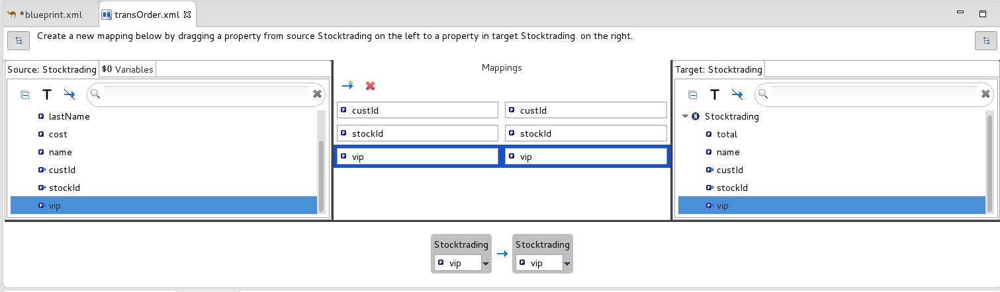 *blueprint.xml
transOrder.xml
Create a new mapping below by dragging a property from source Stocktrading on the left to a property in target Stocktrading on the right.
Source: Stocktrading
${} Variables
T
lastName
cost
name
custId
stockId
vip
Mappings
custId custId
stockId stockId
vip vip
Target: Stocktrading
T
Stocktrading
total
name
custId
stockId
vip
Stocktrading Stocktrading
vip vip